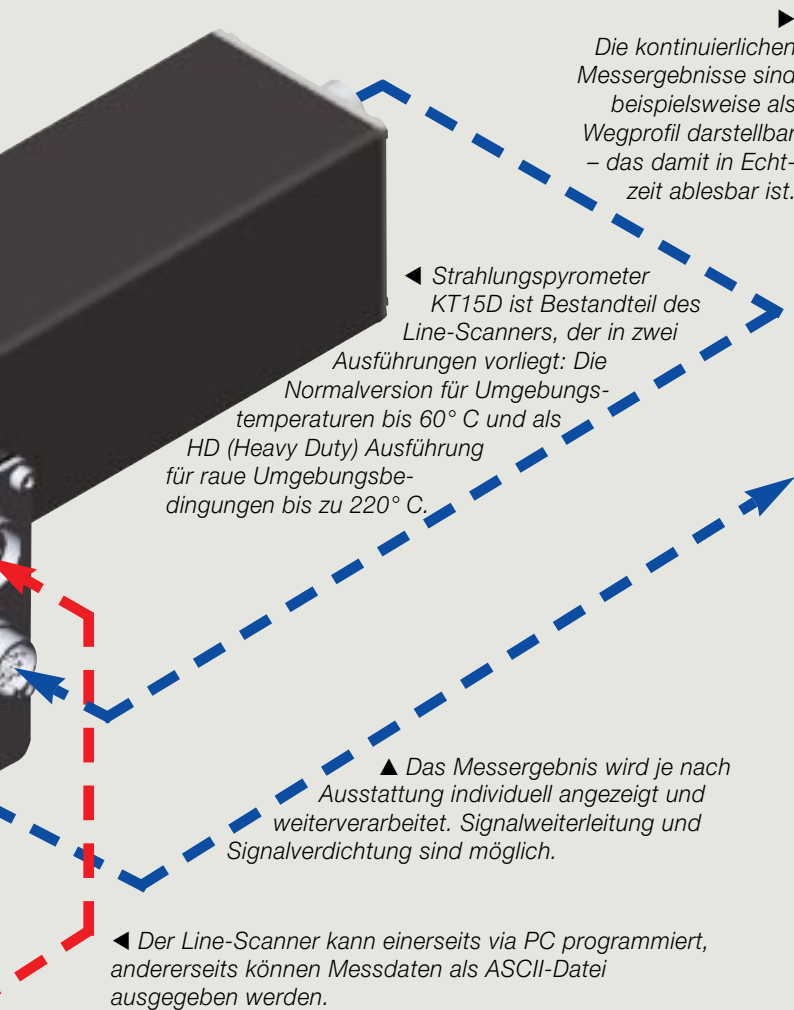 ▶
Die kontinuierlichen
Messergebnisse sind
beispielsweise als
Wegprofil darstellbar
– das damit in Echt-
zeit ablesbar ist.
◀ Strahlungspyrometer
KT15D ist Bestandteil des
Line-Scanners, der in zwei
Ausführungen vorliegt: Die
Normalversion für Umgebungs-
temperaturen bis 60° C und als
HD (Heavy Duty) Ausführung
für raue Umgebungsbe-
dingungen bis zu 220° C.
▲ Das Messergebnis wird je nach
Ausstattung individuell angezeigt und
weiterverarbeitet. Signalweiterleitung und
Signalverdichtung sind möglich.
◀ Der Line-Scanner kann einerseits via PC programmiert,
andererseits können Messdaten als ASCII-Datei
ausgegeben werden.